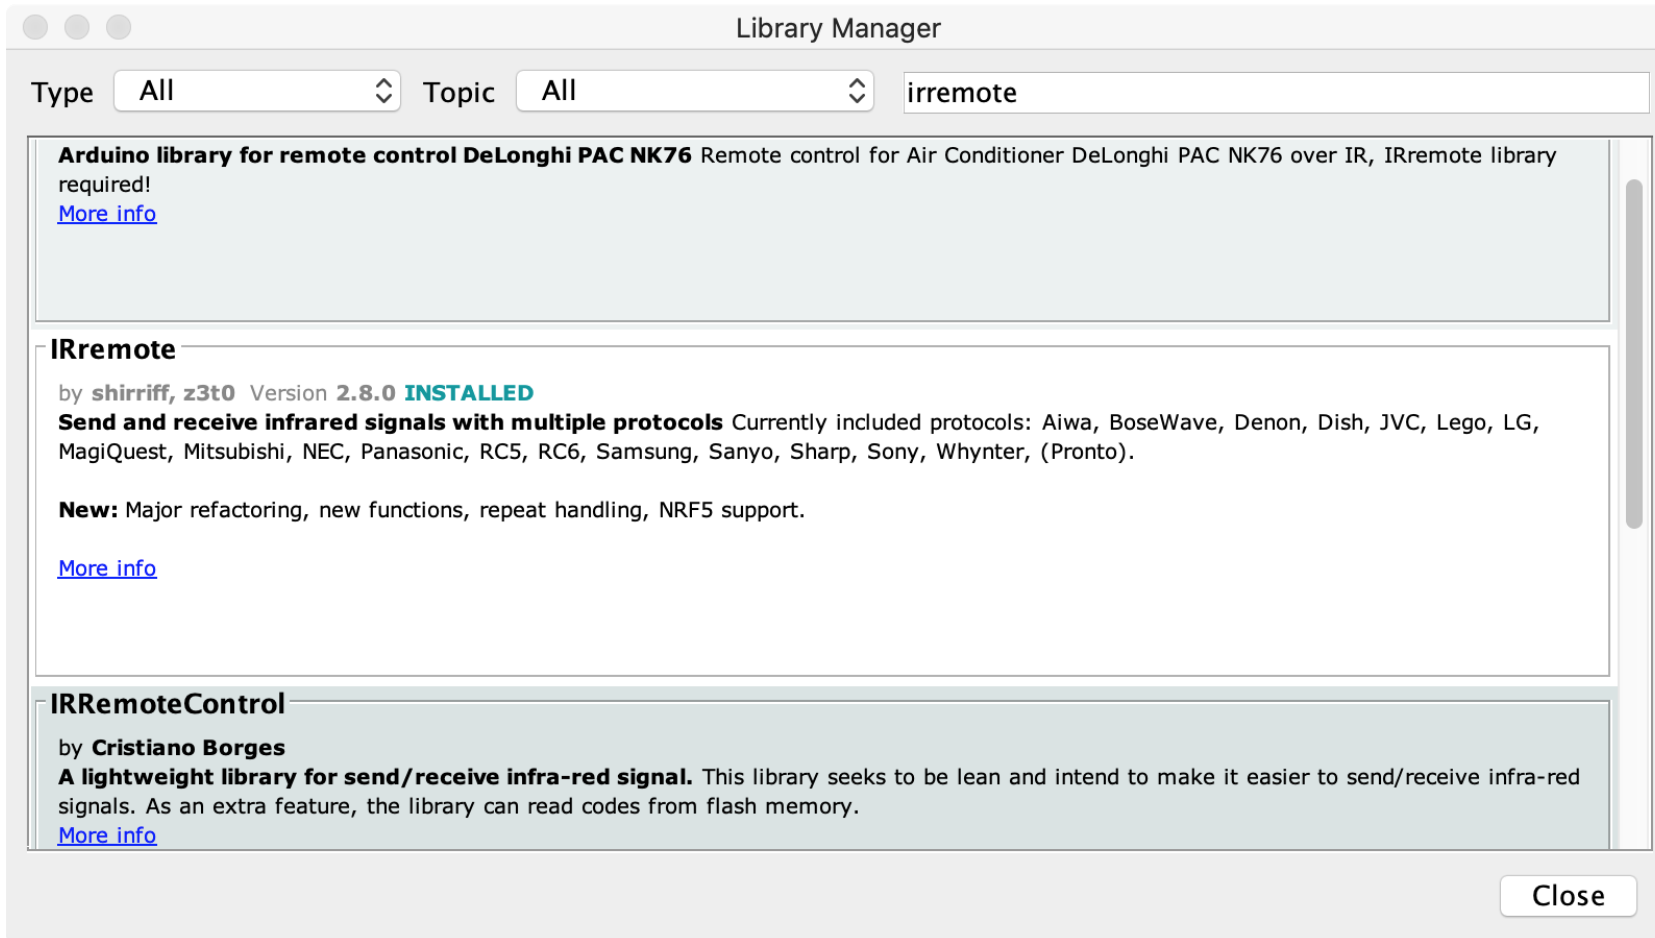 Library Manager
Type All Topic All irremote
Arduino library for remote control DeLonghi PAC NK76 Remote control for Air Conditioner DeLonghi PAC NK76 over IR, IRremote library
required!
More info
IRremote
by shirriff, z3t0 Version 2.8.0 INSTALLED
Send and receive infrared signals with multiple protocols Currently included protocols: Aiwa, BoseWave, Denon, Dish, JVC, Lego, LG,
MagiQuest, Mitsubishi, NEC, Panasonic, RC5, RC6, Samsung, Sanyo, Sharp, Sony, Whynter, (Pronto).
New: Major refactoring, new functions, repeat handling, NRF5 support.
More info
IRRemoteControl
by Cristiano Borges
A lightweight library for send/receive infra-red signal. This library seeks to be lean and intend to make it easier to send/receive infra-red
signals. As an extra feature, the library can read codes from flash memory.
More info
Close